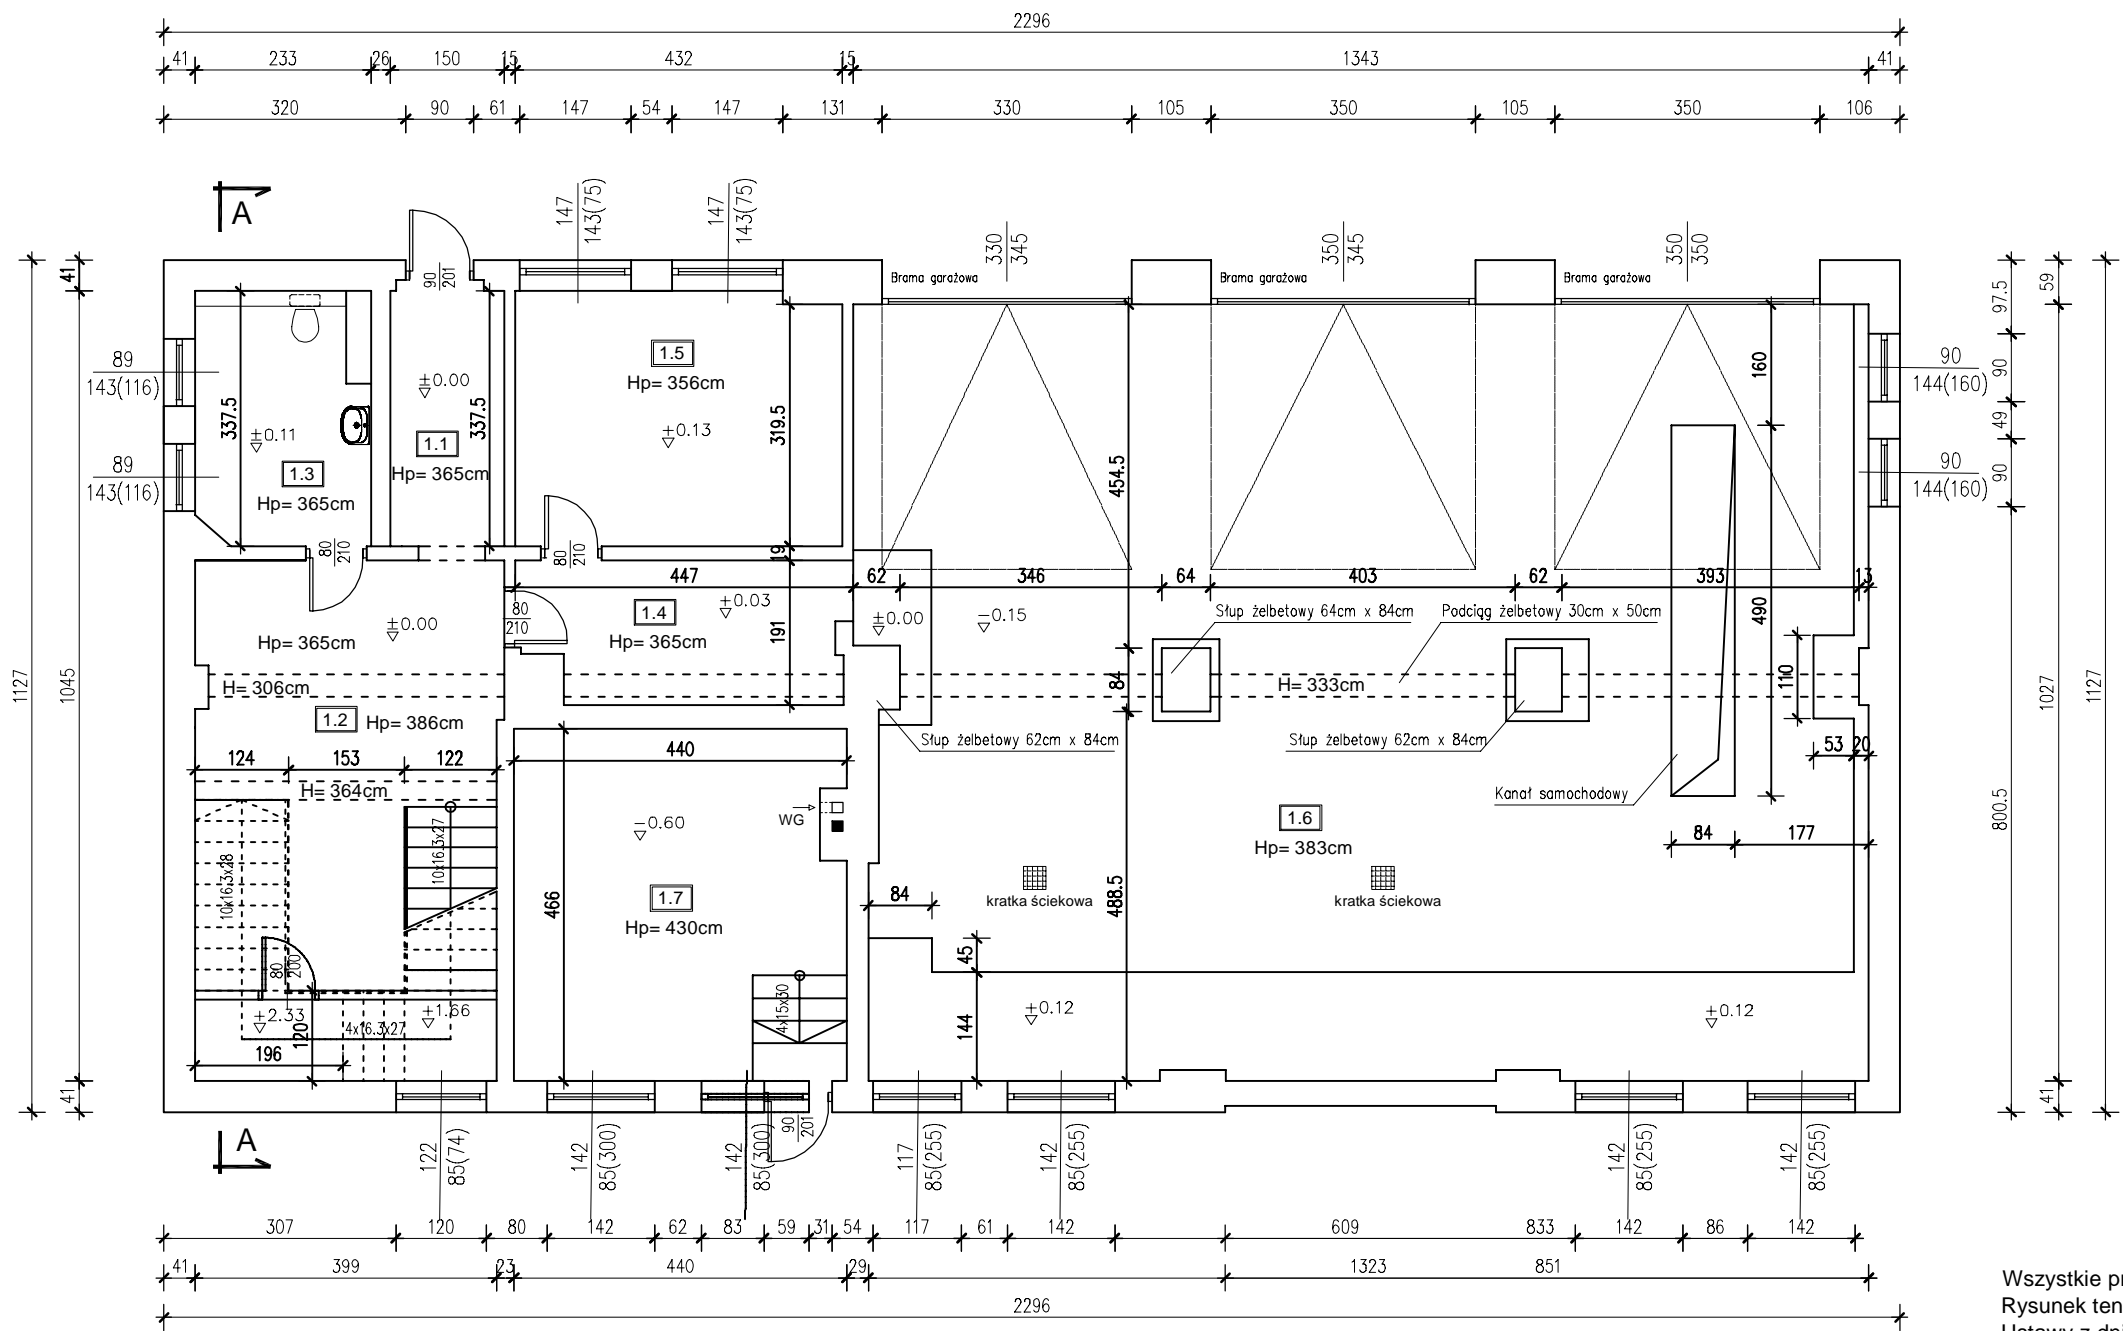 2296
41 233 26 150 15 432 15 1343 41
320 90 61 147 54 147 131 330 105 350 105 350 106
A
147
143(75)
147
143(75)
330
345
350
345
350
350
90
201
Brama garażowa
Brama garażowa
Brama garażowa
41
59
97.5
89
143(116)
1.5
Hp= 356cm
±0.00
160
90
144(160)
90
337.5
±0.11
337.5
±0.13
319.5
49
1.1
Hp= 365cm
89
143(116)
1.3
Hp= 365cm
454.5
90
144(160)
90
80
210
80
210
19
447 62 346 64 403 62 393 13
Hp= 365cm
±0.00
80
210
1.4
Hp= 365cm
+0.03
191
±0.00
-0.15
Słup żelbetowy 64cm x 84cm
Podciąg żelbetowy 30cm x 50cm
490
1127
1045
H= 306cm
84
H= 333cm
110
1027
1127
1.2
Hp= 386cm
Słup żelbetowy 62cm x 84cm
Słup żelbetowy 62cm x 84cm
124 153 122
440
53 20
H= 364cm
Kanał samochodowy
WG
-0.60
1.6
Hp= 383cm
84 177
800.5
10x16.3x28
10x16.3x27
466
1.7
Hp= 430cm
84
488.5
kratka ściekowa
kratka ściekowa
80
200
45
+2.33
4x16.3x27
+1.66
120
196
4x15x30
144
+0.12
+0.12
41
41
A
122
85(74)
142
85(300)
142
85(300)
90
201
117
85(255)
142
85(255)
142
85(255)
142
85(255)
307 120 80 142 62 83 59 31 54 117 61 142 609 833 142 86 142
41 399 23 440 29 1323 851
2296
Wszystkie p
Rysunek ten